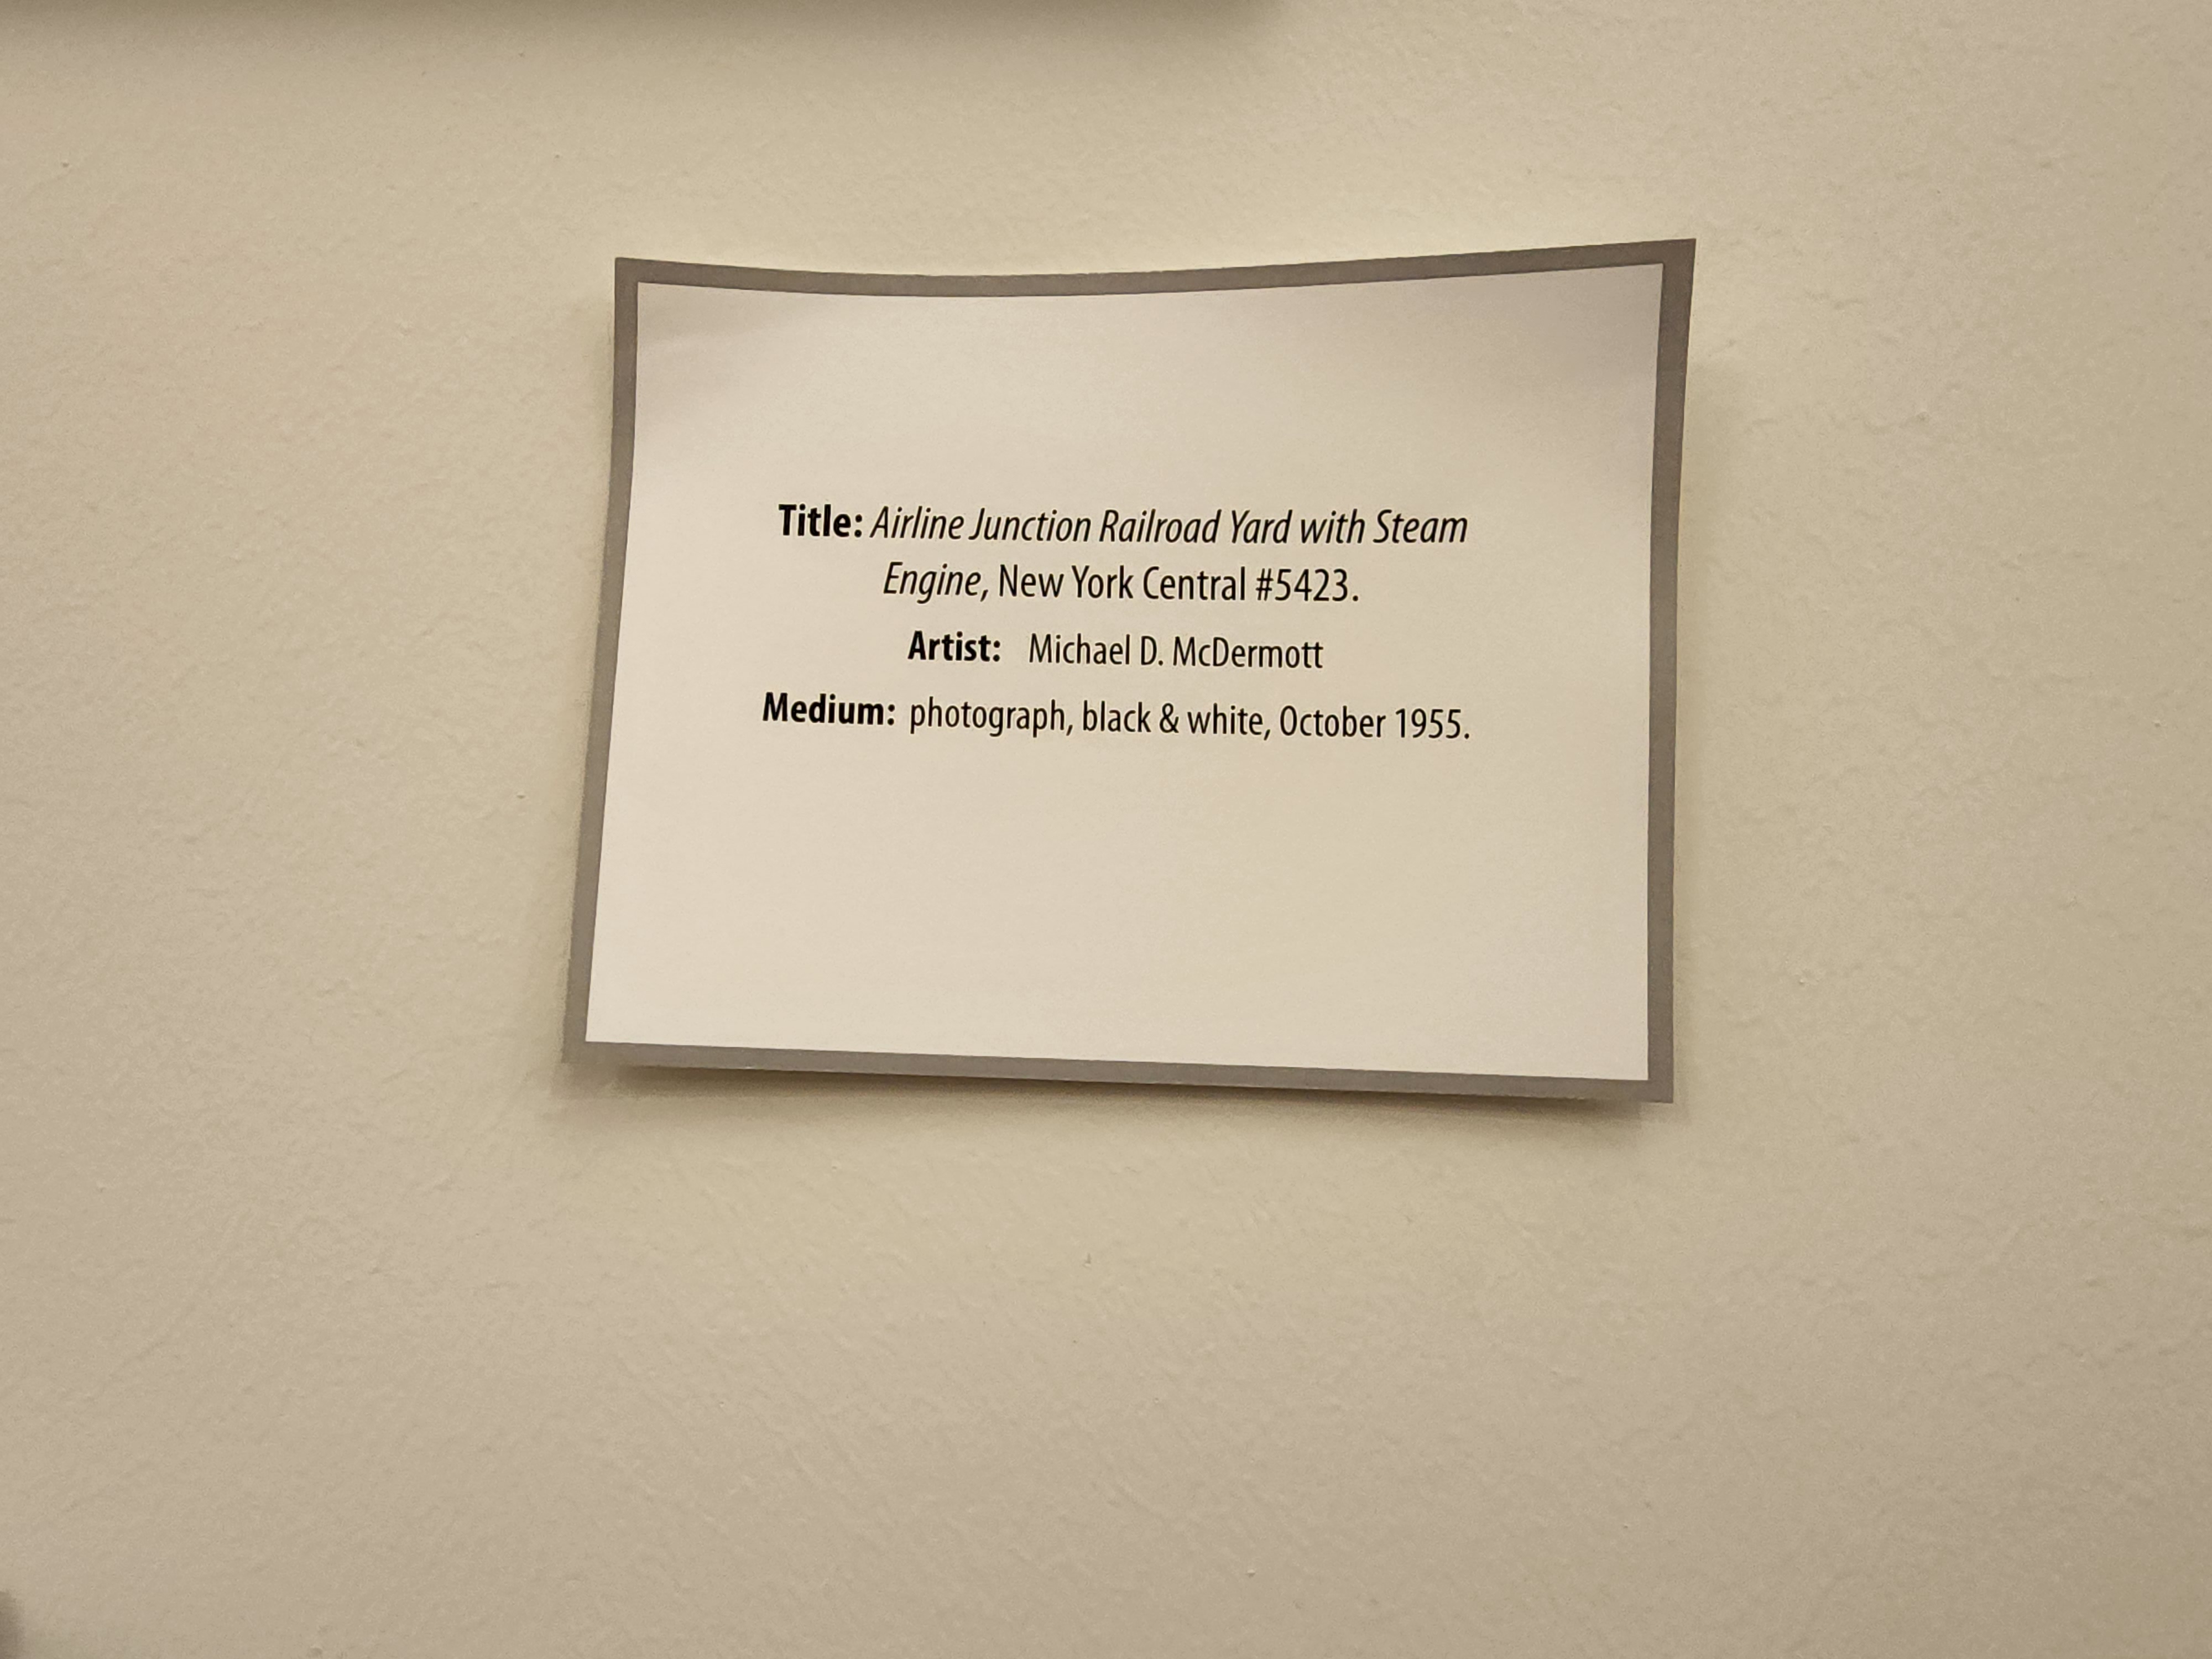 Title: Airline Junction Railroad Yard with Steam
Engine, New York Central #5423.
Artist: Michael D. McDermott
Medium: photograph, black & white, October 1955.